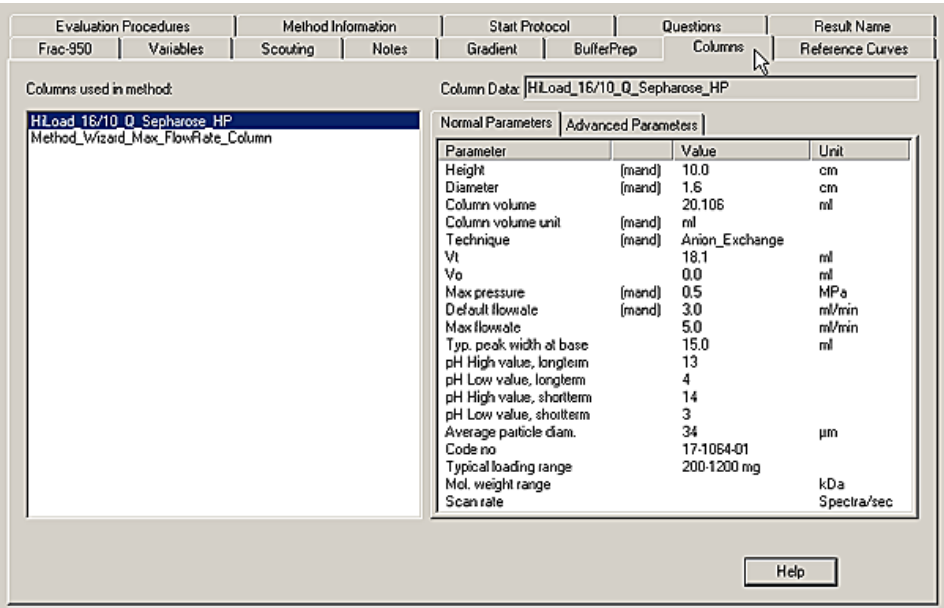 Evaluation Procedures Method Information Start Protocol Questions Result Name
Frac-950 Variables Scouting Notes Gradient BufferPrep Columns Reference Curves
Columns used in method:
HiLoad_16/10_Q_Sepharose_HP
Method_Wizard_Max_FlowRate_Column
Column Data: HiLoad_16/10_Q_Sepharose_HP
Normal Parameters Advanced Parameters
Parameter Value Unit
Height (mand) 10.0 cm
Diameter (mand) 1.6 cm
Column volume 20.106 ml
Column volume unit (mand) ml
Technique (mand) Anion_Exchange
Vt 18.1 ml
Vo 0.0 ml
Max pressure (mand) 0.5 MPa
Default flowrate (mand) 3.0 ml/min
Max flowrate 5.0 ml/min
Typ. peak width at base 15.0 ml
pH High value, longterm 13
pH Low value, longterm 4
pH High value, shortterm 14
pH Low value, shortterm 3
Average particle diam. 34 µm
Code no 17-1064-01
Typical loading range 200-1200 mg
Mol. weight range kDa
Scan rate Spectra/sec
Help